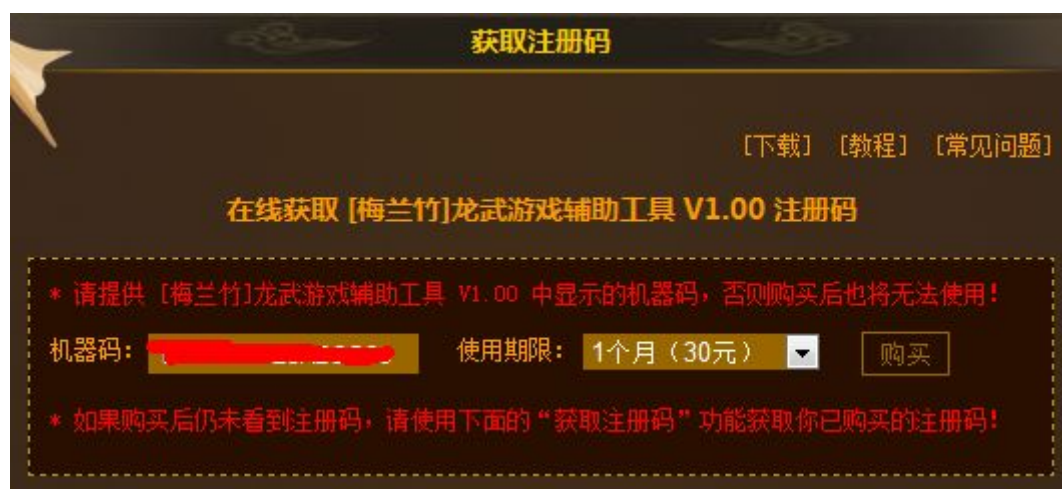 获取注册码
[下载] [教程] [常见问题]
在线获取 [梅兰竹]龙武游戏辅助工具 V1.00 注册码
* 请提供 [梅兰竹]龙武游戏辅助工具 V1.00 中显示的机器码，否则购买后也将无法使用！
机器码： 使用期限： 1个月（30元） 购买
* 如果购买后仍未看到注册码，请使用下面的“获取注册码”功能获取你已购买的注册码！